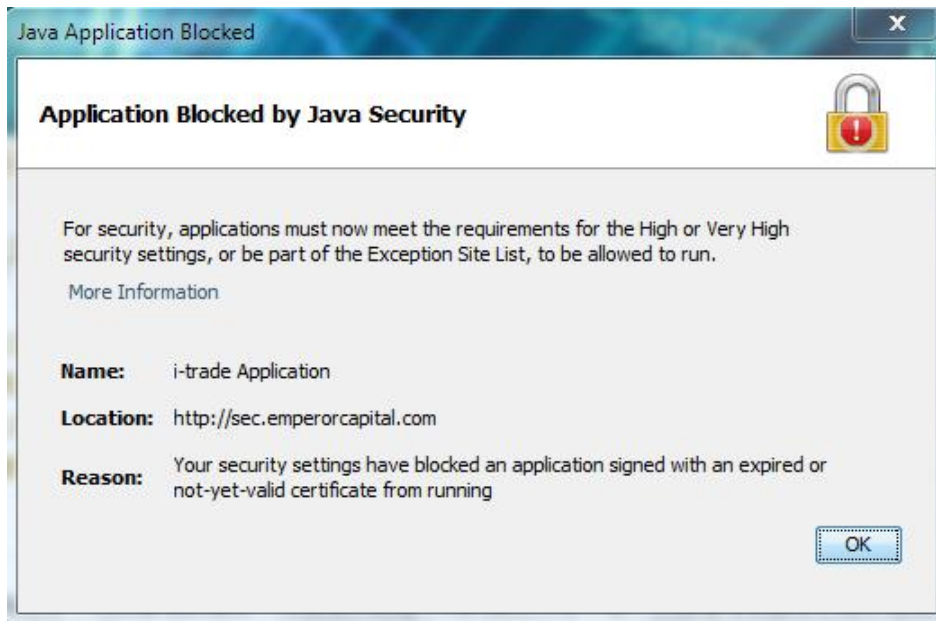 Java Application Blocked
Application Blocked by Java Security
For security, applications must now meet the requirements for the High or Very High
security settings, or be part of the Exception Site List, to be allowed to run.
More Information
Name: i-trade Application
Location: http://sec.emperorcapital.com
Reason: Your security settings have blocked an application signed with an expired or
not-yet-valid certificate from running
OK